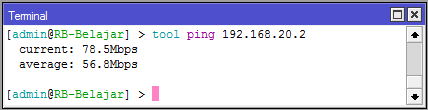 Terminal
[admin@RB-Belajar] > tool ping 192.168.20.2
  current: 78.5Mbps
  average: 56.8Mbps
[admin@RB-Belajar] >